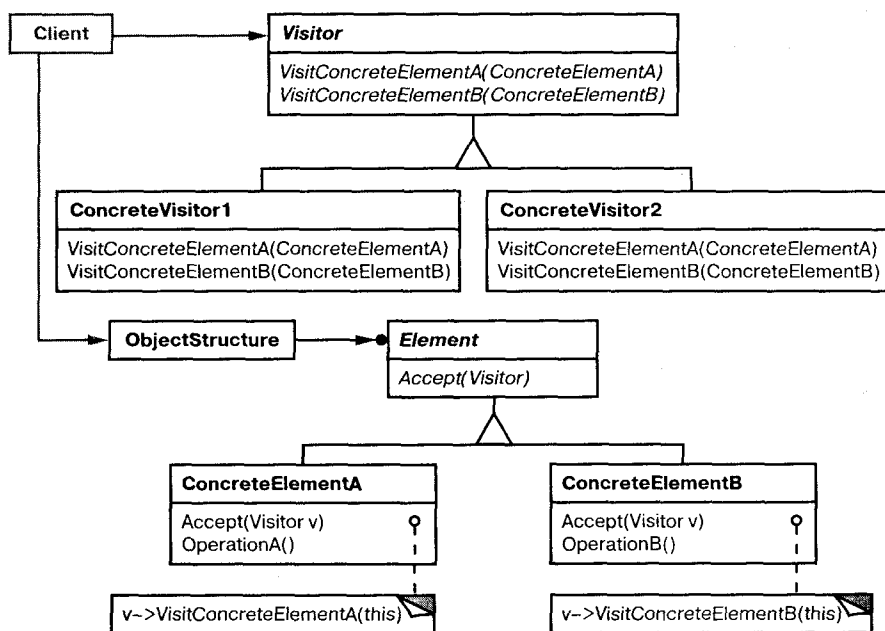 Client
Visitor
VisitConcreteElementA(ConcreteElementA)
VisitConcreteElementB(ConcreteElementB)
ConcreteVisitor1
VisitConcreteElementA(ConcreteElementA)
VisitConcreteElementB(ConcreteElementB)
ConcreteVisitor2
VisitConcreteElementA(ConcreteElementA)
VisitConcreteElementB(ConcreteElementB)
ObjectStructure
Element
Accept(Visitor)
ConcreteElementA
Accept(Visitor v)
OperationA()
ConcreteElementB
Accept(Visitor v)
OperationB()
v->VisitConcreteElementA(this)
v->VisitConcreteElementB(this)